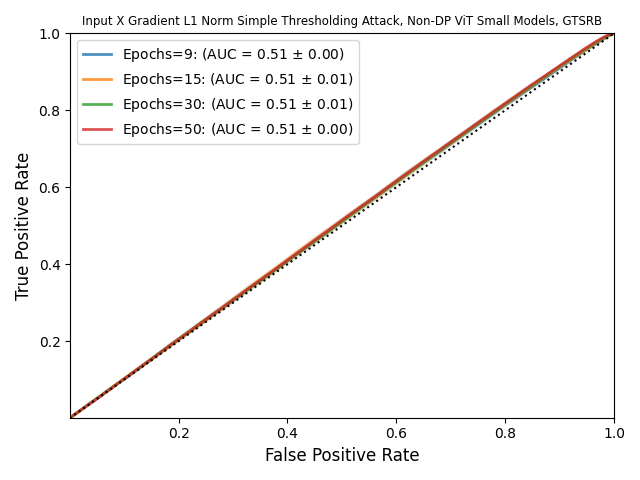 Input X Gradient L1 Norm Simple Thresholding Attack, Non-DP ViT Small Models, GTSRB
1.0
0.8
0.6
0.4
0.2
True Positive Rate
Epochs=9: (AUC = 0.51 ± 0.00)
Epochs=15: (AUC = 0.51 ± 0.01)
Epochs=30: (AUC = 0.51 ± 0.01)
Epochs=50: (AUC = 0.51 ± 0.00)
0.2 0.4 0.6 0.8 1.0
False Positive Rate